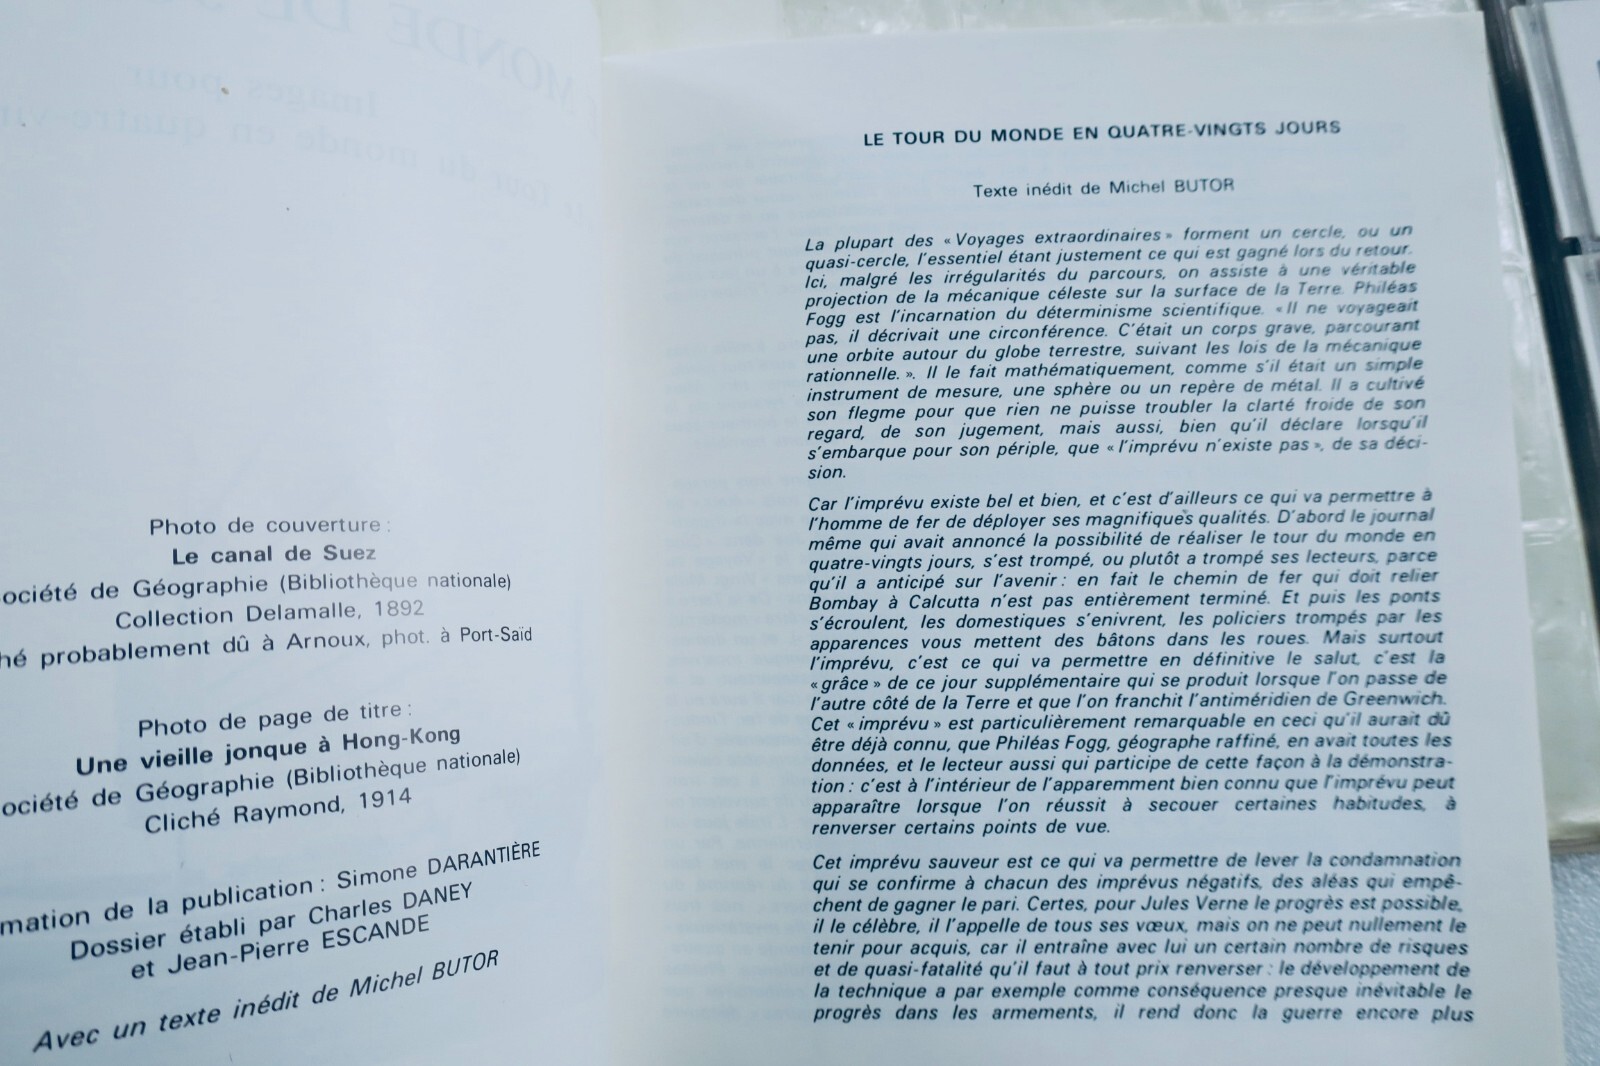 Photo de couverture :
Le canal de Suez
ociété de Géographie (Bibliothèque nationale)
Collection Delamalle, 1892
hé probablement dû à Arnoux, phot. à Port-Saïd
Photo de page de titre :
Une vieille jonque à Hong-Kong
ociété de Géographie (Bibliothèque nationale)
Cliché Raymond, 1914
mation de la publication : Simone DARANTIÈRE
Dossier établi par Charles DANEY
et Jean-Pierre ESCANDE
Avec un texte inédit de Michel BUTOR
LE TOUR DU MONDE EN QUATRE-VINGTS JOURS
Texte inédit de Michel BUTOR
La plupart des « Voyages extraordinaires » forment un cercle, ou un
quasi-cercle, l'essentiel étant justement ce qui est gagné lors du retour.
Ici, malgré les irrégularités du parcours, on assiste à une véritable
projection de la mécanique céleste sur la surface de la Terre. Philéas
Fogg est l'incarnation du déterminisme scientifique. « Il ne voyageait
pas, il décrivait une circonférence. C'était un corps grave, parcourant
une orbite autour du globe terrestre, suivant les lois de la mécanique
rationnelle. ». Il le fait mathématiquement, comme s'il était un simple
instrument de mesure, une sphère ou un repère de métal. Il a cultivé
son flegme pour que rien ne puisse troubler la clarté froide de son
regard, de son jugement, mais aussi, bien qu'il déclare lorsqu'il
s'embarque pour son périple, que « l'imprévu n'existe pas », de sa déci-
sion.
Car l'imprévu existe bel et bien, et c'est d'ailleurs ce qui va permettre à
l'homme de fer de déployer ses magnifiques qualités. D'abord le journal
même qui avait annoncé la possibilité de réaliser le tour du monde en
quatre-vingts jours, s'est trompé, ou plutôt a trompé ses lecteurs, parce
qu'il a anticipé sur l'avenir : en fait le chemin de fer qui doit relier
Bombay à Calcutta n'est pas entièrement terminé. Et puis les ponts
s'écroulent, les domestiques s'enivrent, les policiers trompés par les
apparences vous mettent des bâtons dans les roues. Mais surtout
l'imprévu, c'est ce qui va permettre en définitive le salut, c'est la
« grâce » de ce jour supplémentaire qui se produit lorsque l'on passe de
l'autre côté de la Terre et que l'on franchit l'antiméridien de Greenwich.
Cet « imprévu » est particulièrement remarquable en ceci qu'il aurait dû
être déjà connu, que Philéas Fogg, géographe raffiné, en avait toutes les
données, et le lecteur aussi qui participe de cette façon à la démonstra-
tion : c'est à l'intérieur de l'apparemment bien connu que l'imprévu peut
apparaître lorsque l'on réussit à secouer certaines habitudes, à
renverser certains points de vue.
Cet imprévu sauveur est ce qui va permettre de lever la condamnation
qui se confirme à chacun des imprévus négatifs, des aléas qui empê-
chent de gagner le pari. Certes, pour Jules Verne le progrès est possible,
il le célèbre, il l'appelle de tous ses vœux, mais on ne peut nullement le
tenir pour acquis, car il entraîne avec lui un certain nombre de risques
et de quasi-fatalité qu'il faut à tout prix renverser : le développement de
la technique a par exemple comme conséquence presque inévitable le
progrès dans les armements, il rend donc la guerre encore plus